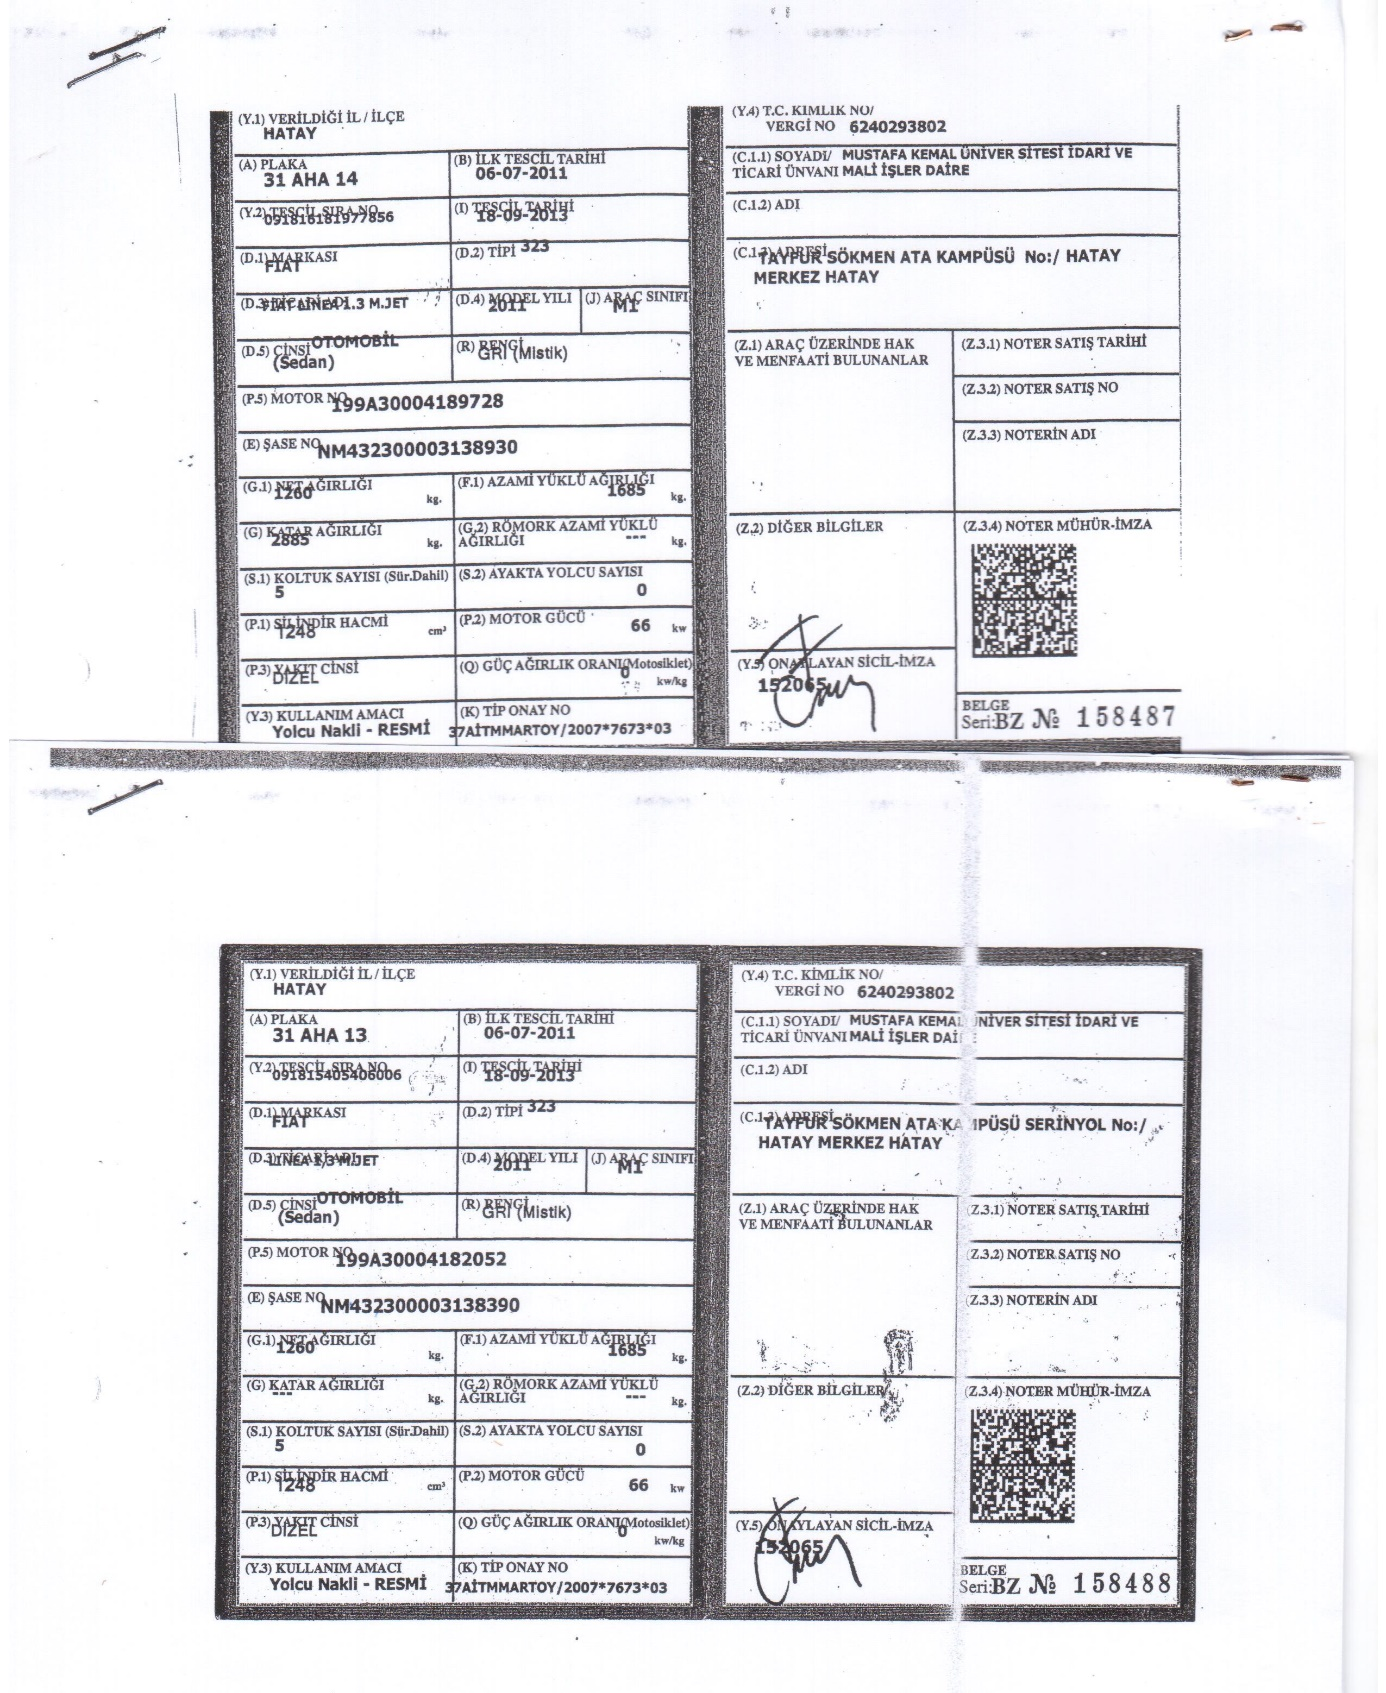 (Y.1) VERİLDİĞİ İL / İLÇE
HATAY
(A) PLAKA
31 AHA 14
(B) İLK TESCİL TARİHİ
06-07-2011
(Y.2) TESCİL SIRA NO
091816181977856
(I) TESCİL TARİHİ
18-09-2013
(D.1) MARKASI
FIAT
(D.2) TİPİ 323
(D.3) TİCARİ ADI
FIAT LİNEA 1.3 M.JET
(D.4) MODEL YILI
2011
(J) ARAÇ SINIFI
M1
(D.5) CİNSİ OTOMOBİL
(Sedan)
(R) RENGİ
GRİ (Mistik)
(P.5) MOTOR NO
199A30004189728
(E) ŞASE NO
NM432300003138930
(G.1) NET AĞIRLIĞI
1260 kg.
(F.1) AZAMİ YÜKLÜ AĞIRLIĞI
1685 kg.
(G) KATAR AĞIRLIĞI
2885 kg.
(G,2) RÖMORK AZAMİ YÜKLÜ
AĞIRLIĞI --- kg.
(S.1) KOLTUK SAYISI (Sür.Dahil)
5
(S.2) AYAKTA YOLCU SAYISI
0
(P.1) SİLİNDİR HACMİ
1248 cm³
(P.2) MOTOR GÜCÜ
66 kw
(P.3) YAKIT CİNSİ
DİZEL
(Q) GÜÇ AĞIRLIK ORANI(Motosiklet)
0 kw/kg
(Y.3) KULLANIM AMACI
Yolcu Nakli - RESMİ
(K) TİP ONAY NO
37AİTMMARTOY/2007*7673*03
(Y.4) T.C. KİMLİK NO/
VERGİ NO 6240293802
(C.1.1) SOYADI/ MUSTAFA KEMAL ÜNİVER SİTESİ İDARİ VE
TİCARİ ÜNVANI MALİ İŞLER DAİRE
(C.1.2) ADI
(C.1.3) ADRESİ
TAYFUR SÖKMEN ATA KAMPÜSÜ No:/ HATAY
MERKEZ HATAY
(Z.1) ARAÇ ÜZERİNDE HAK
VE MENFAATİ BULUNANLAR
(Z.3.1) NOTER SATIŞ TARİHİ
(Z.3.2) NOTER SATIŞ NO
(Z.3.3) NOTERİN ADI
(Z.2) DİĞER BİLGİLER
(Z.3.4) NOTER MÜHÜR-İMZA
(Y.5) ONAYLAYAN SİCİL-İMZA
152065
BELGE
Seri:BZ № 158487
(Y.1) VERİLDİĞİ İL / İLÇE
HATAY
(A) PLAKA
31 AHA 13
(B) İLK TESCİL TARİHİ
06-07-2011
(Y.2) TESCİL SIRA NO
091815405406006
(I) TESCİL TARİHİ
18-09-2013
(D.1) MARKASI
FIAT
(D.2) TİPİ 323
(D.3) TİCARİ ADI
LİNEA 1,3 M.JET
(D.4) MODEL YILI
2011
(J) ARAÇ SINIFI
M1
(D.5) CİNSİ OTOMOBİL
(Sedan)
(R) RENGİ
GRİ (Mistik)
(P.5) MOTOR NO
199A30004182052
(E) ŞASE NO
NM432300003138390
(G.1) NET AĞIRLIĞI
1260 kg.
(F.1) AZAMİ YÜKLÜ AĞIRLIĞI
1685 kg.
(G) KATAR AĞIRLIĞI
--- kg.
(G,2) RÖMORK AZAMİ YÜKLÜ
AĞIRLIĞI --- kg.
(S.1) KOLTUK SAYISI (Sür.Dahil)
5
(S.2) AYAKTA YOLCU SAYISI
0
(P.1) SİLİNDİR HACMİ
1248 cm³
(P.2) MOTOR GÜCÜ
66 kw
(P.3) YAKIT CİNSİ
DİZEL
(Q) GÜÇ AĞIRLIK ORANI(Motosiklet)
0 kw/kg
(Y.3) KULLANIM AMACI
Yolcu Nakli - RESMİ
(K) TİP ONAY NO
37AİTMMARTOY/2007*7673*03
(Y.4) T.C. KİMLİK NO/
VERGİ NO 6240293802
(C.1.1) SOYADI/ MUSTAFA KEMAL ÜNİVER SİTESİ İDARİ VE
TİCARİ ÜNVANI MALİ İŞLER DAİ
(C.1.2) ADI
(C.1.3) ADRESİ
TAYFUR SÖKMEN ATA KAMPÜSÜ SERİNYOL No:/
HATAY MERKEZ HATAY
(Z.1) ARAÇ ÜZERİNDE HAK
VE MENFAATİ BULUNANLAR
(Z.3.1) NOTER SATIŞ TARİHİ
(Z.3.2) NOTER SATIŞ NO
(Z.3.3) NOTERİN ADI
(Z.2) DİĞER BİLGİLER
(Z.3.4) NOTER MÜHÜR-İMZA
(Y.5) ONAYLAYAN SİCİL-İMZA
152065
BELGE
Seri:BZ № 158488